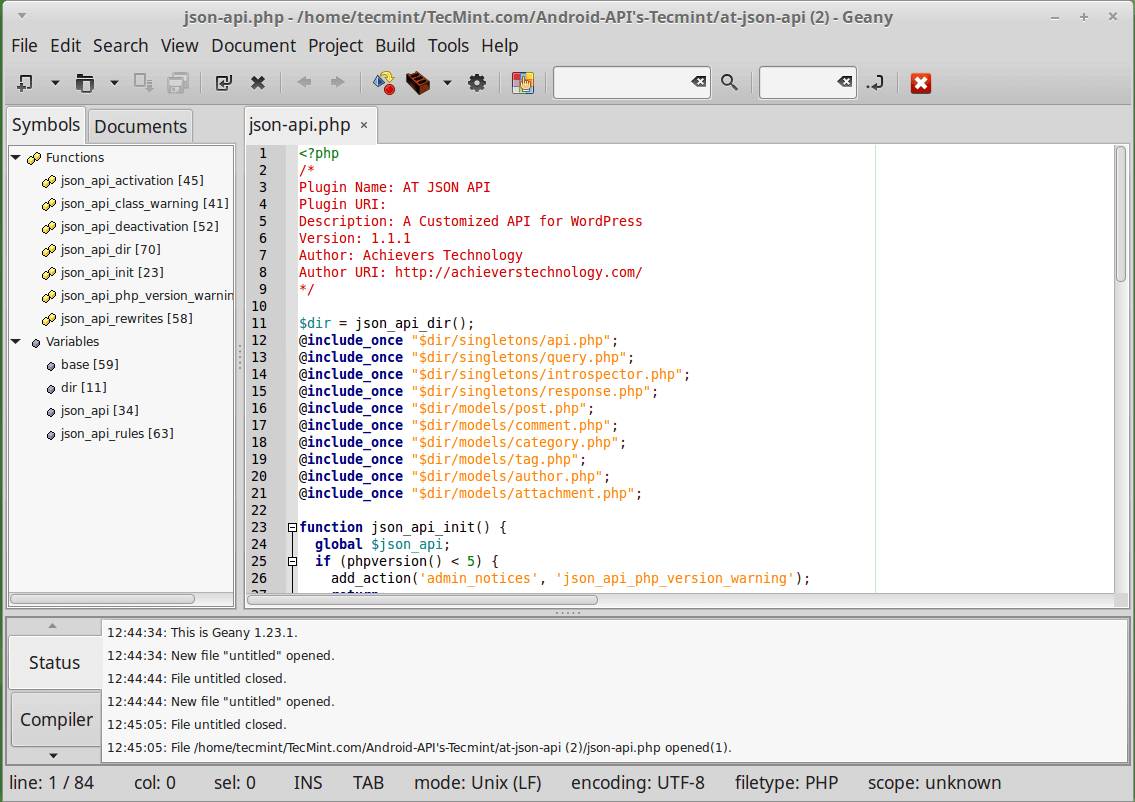 json-api.php - /home/tecmint/TecMint.com/Android-API's-Tecmint/at-json-api (2) - Geany
File Edit Search View Document Project Build Tools Help
Symbols Documents
Functions
json_api_activation [45]
json_api_class_warning [41]
json_api_deactivation [52]
json_api_dir [70]
json_api_init [23]
json_api_php_version_warnin
json_api_rewrites [58]
Variables
base [59]
dir [11]
json_api [34]
json_api_rules [63]
json-api.php ×
1 <?php
2 /*
3 Plugin Name: AT JSON API
4 Plugin URI:
5 Description: A Customized API for WordPress
6 Version: 1.1.1
7 Author: Achievers Technology
8 Author URI: http://achieverstechnology.com/
9 */
10
11 $dir = json_api_dir();
12 @include_once "$dir/singletons/api.php";
13 @include_once "$dir/singletons/query.php";
14 @include_once "$dir/singletons/introspector.php";
15 @include_once "$dir/singletons/response.php";
16 @include_once "$dir/models/post.php";
17 @include_once "$dir/models/comment.php";
18 @include_once "$dir/models/category.php";
19 @include_once "$dir/models/tag.php";
20 @include_once "$dir/models/author.php";
21 @include_once "$dir/models/attachment.php";
22
23 function json_api_init() {
24 global $json_api;
25 if (phpversion() < 5) {
26 add_action('admin_notices', 'json_api_php_version_warning');
Status
Compiler
12:44:34: This is Geany 1.23.1.
12:44:34: New file "untitled" opened.
12:44:44: File untitled closed.
12:44:44: New file "untitled" opened.
12:45:05: File untitled closed.
12:45:05: File /home/tecmint/TecMint.com/Android-API's-Tecmint/at-json-api (2)/json-api.php opened(1).
line: 1 / 84 col: 0 sel: 0 INS TAB mode: Unix (LF) encoding: UTF-8 filetype: PHP scope: unknown